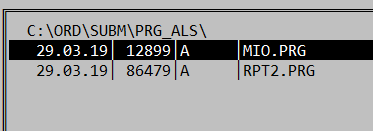 C:\ORD\SUBM\PRG_ALS\
29.03.19| 12899|A |MIO.PRG
29.03.19| 86479|A |RPT2.PRG